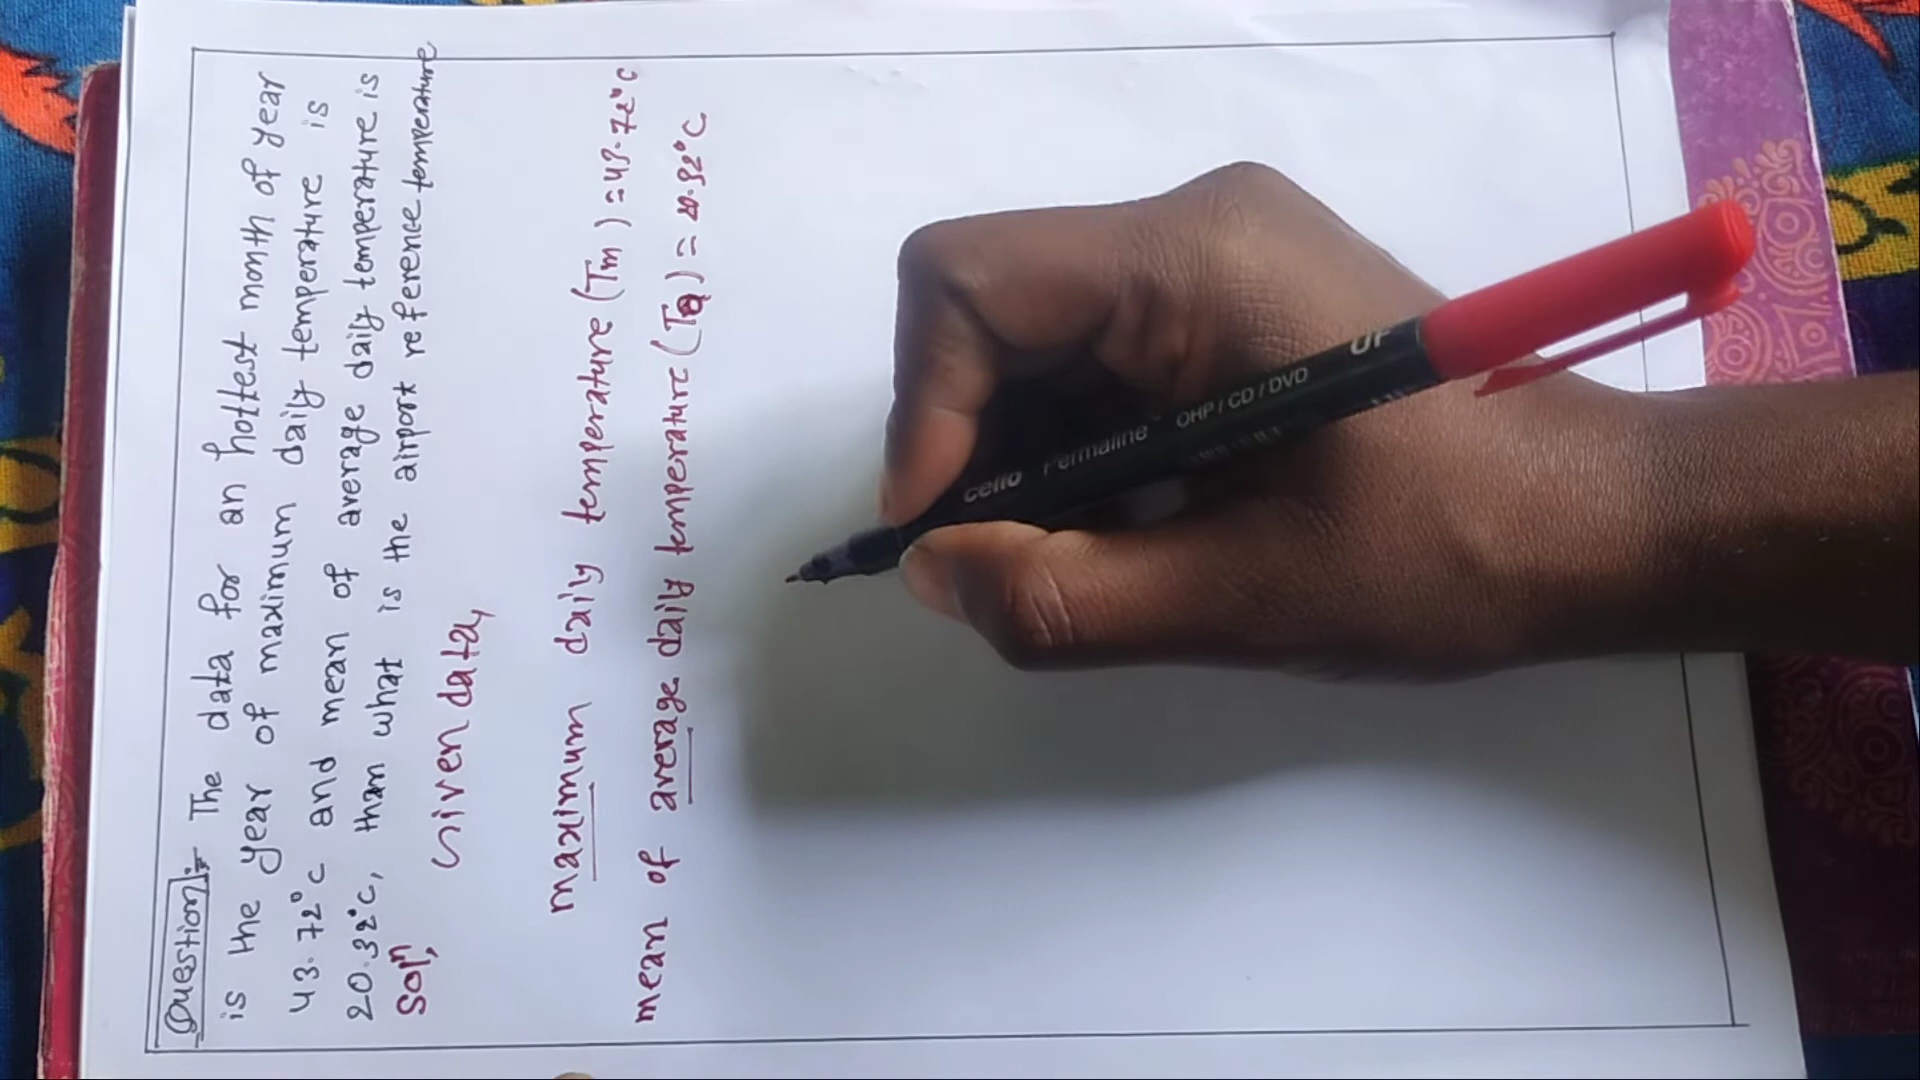 Question:- The data for an hottest month of year
is the year of maximum daily temperature is
43.72°c and mean of average daily temperature is
20.32°c, than what is the airport reference temperature
Solⁿ,
Given data,
maximum daily temperature (Tm) = 43.72°c
mean of average daily temperature (Ta) = 20.32°C
cello Permaline OHP / CD / DVD